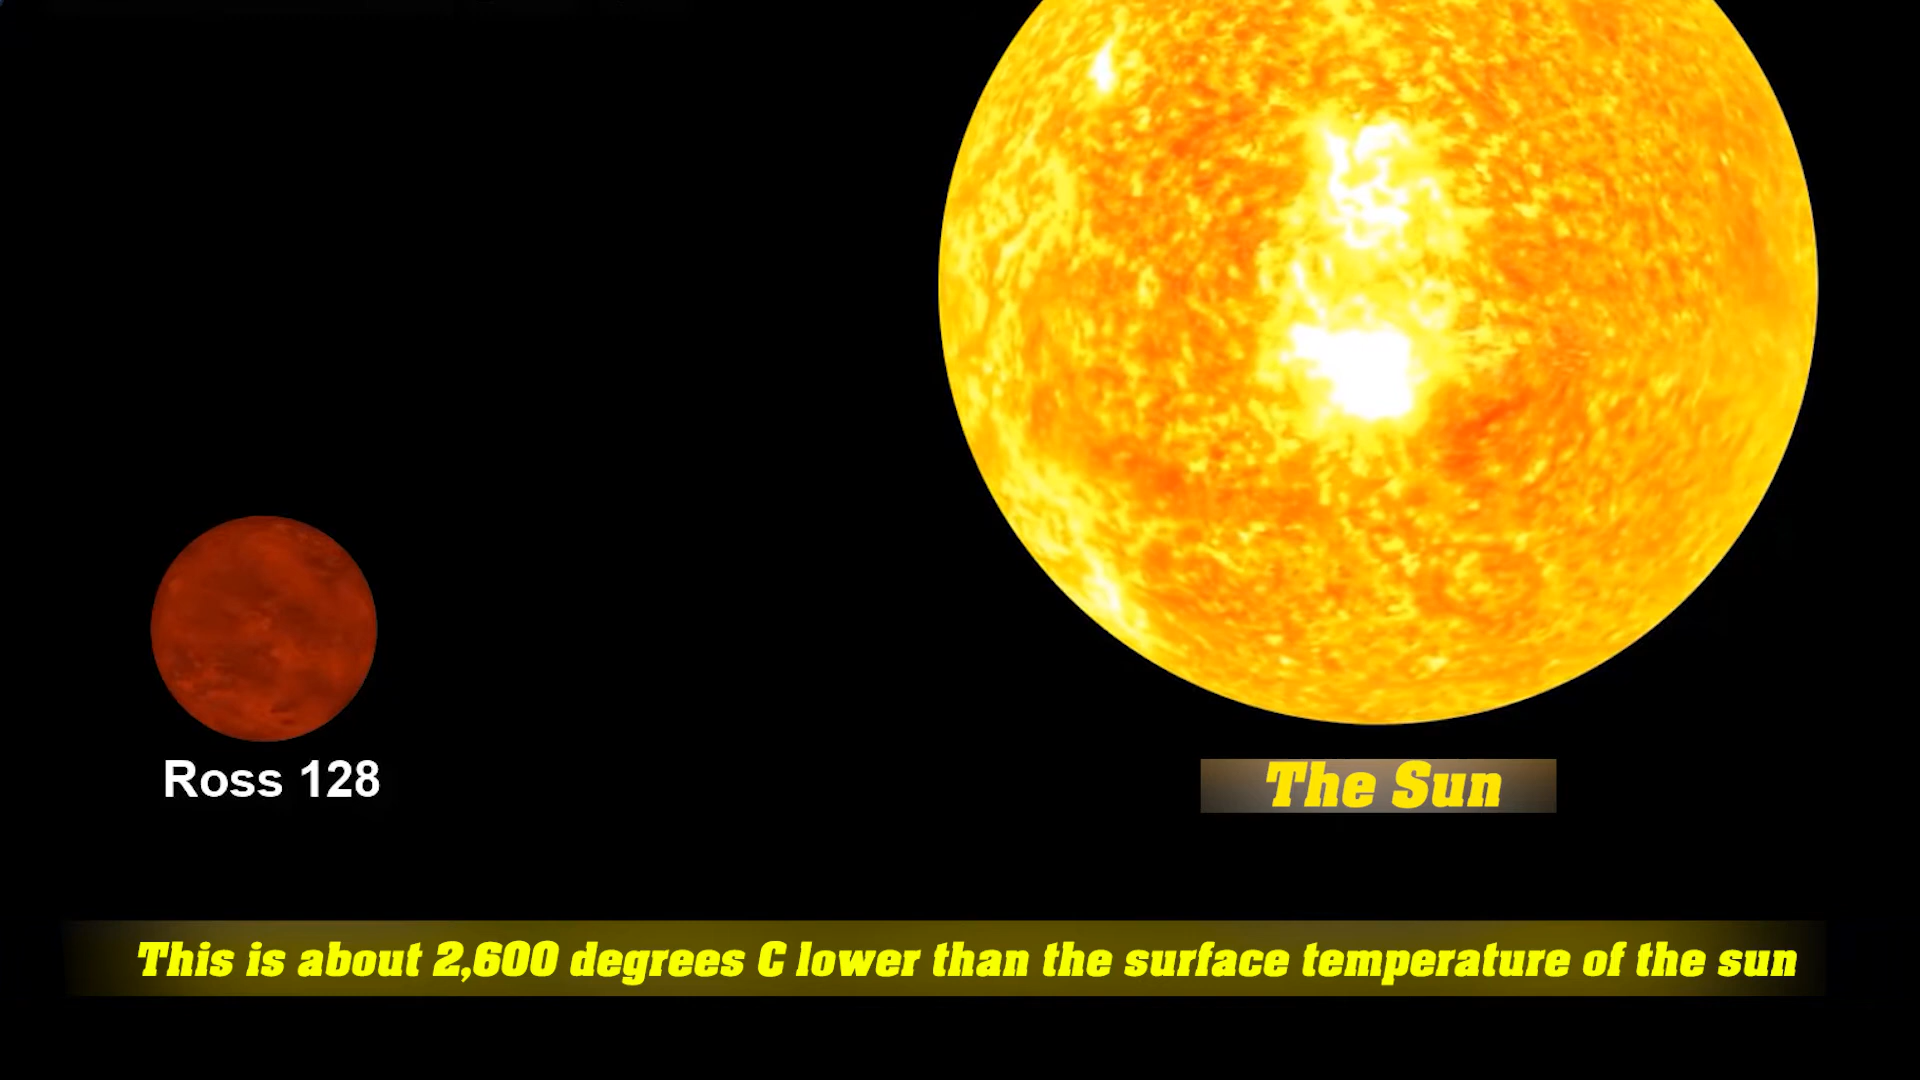 Ross 128
The Sun
This is about 2,600 degrees C lower than the surface temperature of the sun